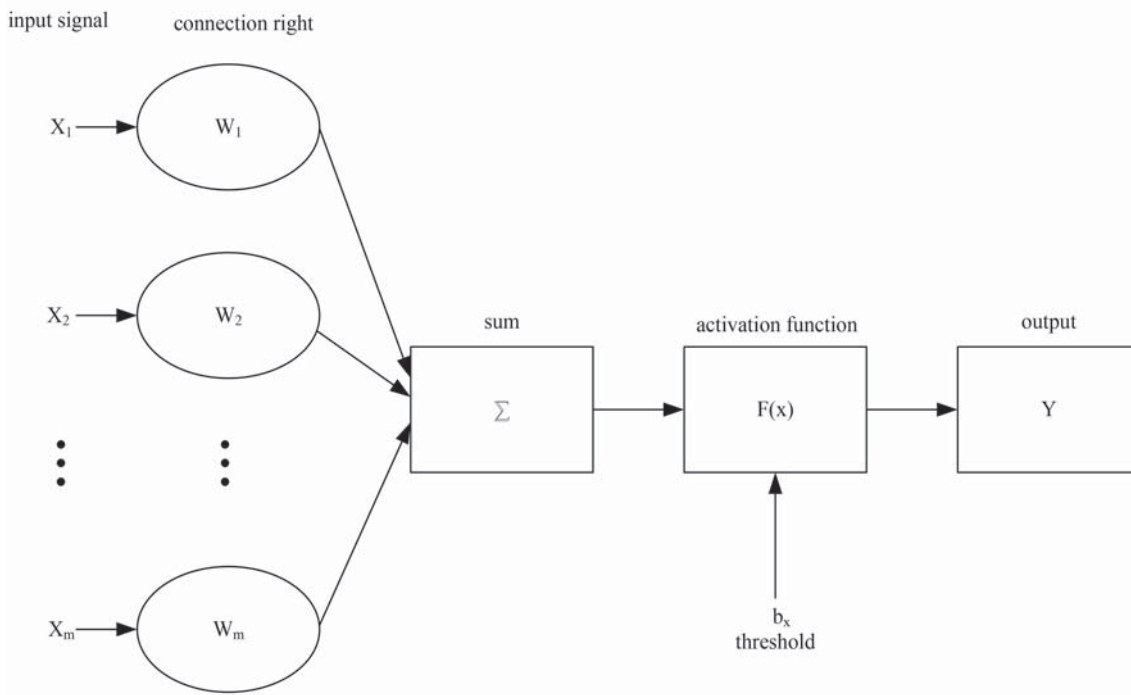 input signal
connection right
X₁
W₁
X₂
W₂
sum
activation function
output
Σ
F(x)
Y
Xₘ
Wₘ
bₓ
threshold